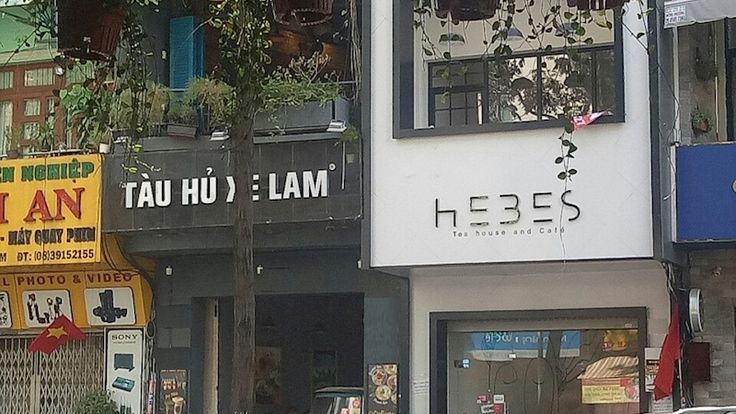 ÊN NGHIỆP
I AN
- MÁY QUAY PHIM
M ĐT: (08)39152155
L PHOTO & VIDEO
SONY
TÀU HỦ XE LAM
hEBES
Tea house and Café